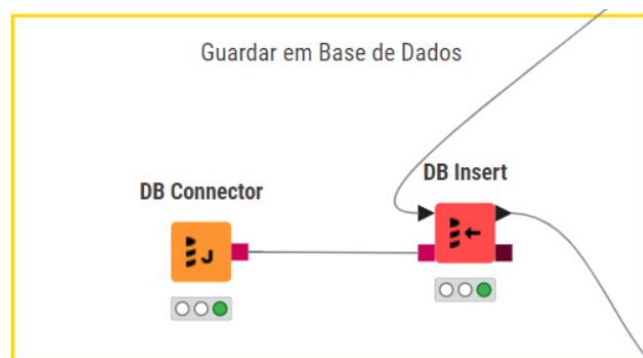 Guardar em Base de Dados
DB Insert
DB Connector